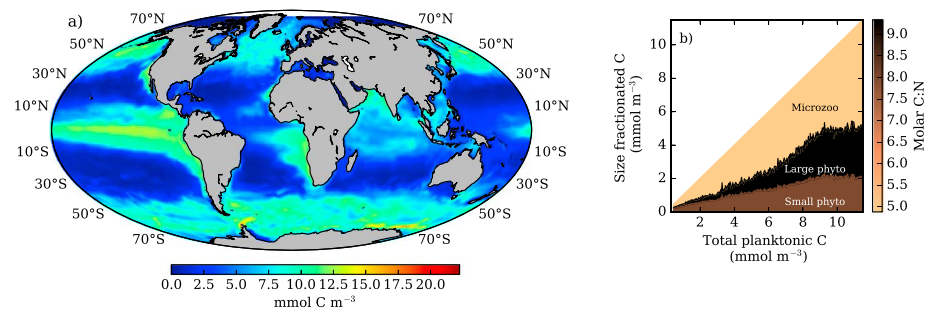 a)
70°N
70°N
50°N
50°N
30°N
30°N
10°N
10°N
10°S
10°S
30°S
30°S
50°S
50°S
70°S
70°S
0.0 2.5 5.0 7.5 10.0 12.5 15.0 17.5 20.0
mmol C m⁻³
b)
Size fractionated C
(mmol m⁻³)
10
8
6
4
2
0
Microzoo
Large phyto
Small phyto
2 4 6 8 10
Total planktonic C
(mmol m⁻³)
9.0
8.5
8.0
7.5
7.0
6.5
6.0
5.5
5.0
Molar C:N